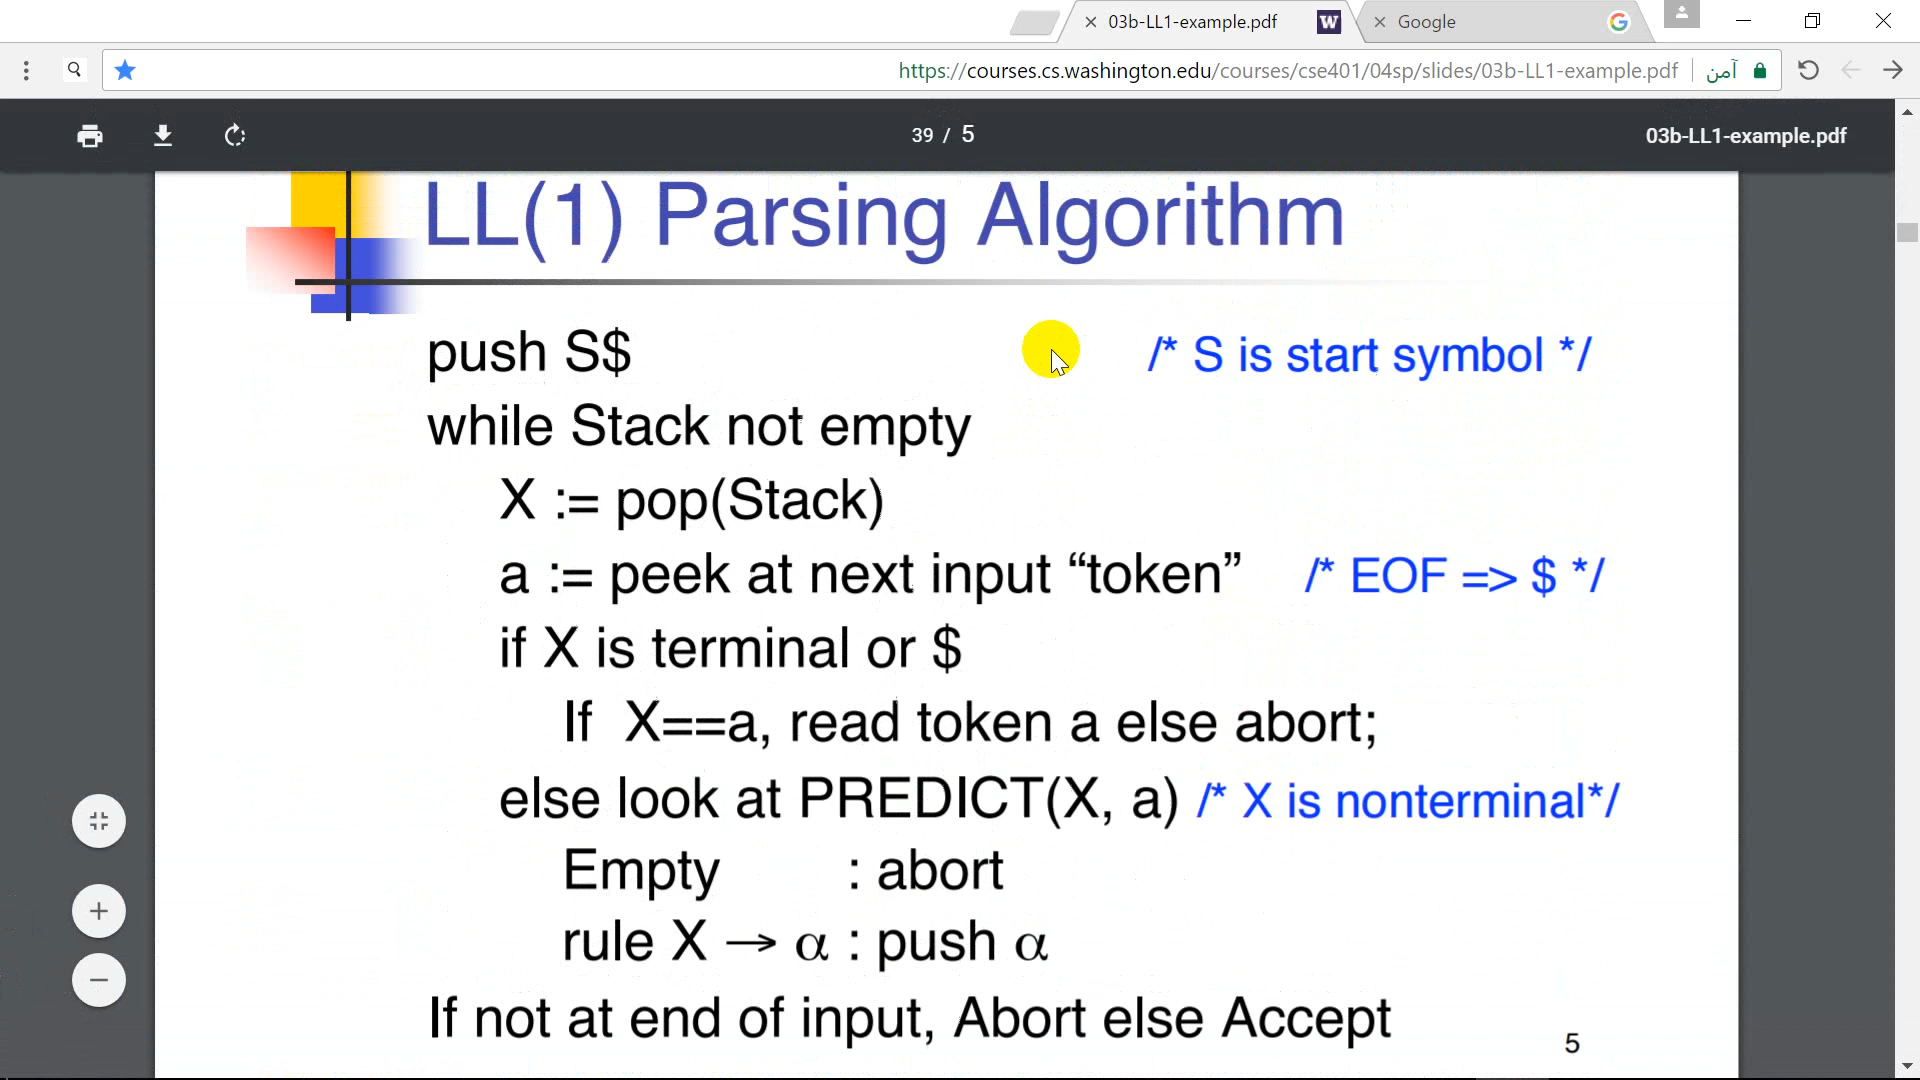 03b-LL1-example.pdf
W
Google
G
https://courses.cs.washington.edu/courses/cse401/04sp/slides/03b-LL1-example.pdf
آمن
39 / 5
03b-LL1-example.pdf
LL(1) Parsing Algorithm
push S$ /* S is start symbol */
while Stack not empty
X := pop(Stack)
a := peek at next input “token” /* EOF => $ */
if X is terminal or $
If X==a, read token a else abort;
else look at PREDICT(X, a) /* X is nonterminal*/
Empty : abort
rule X → α : push α
If not at end of input, Abort else Accept
5